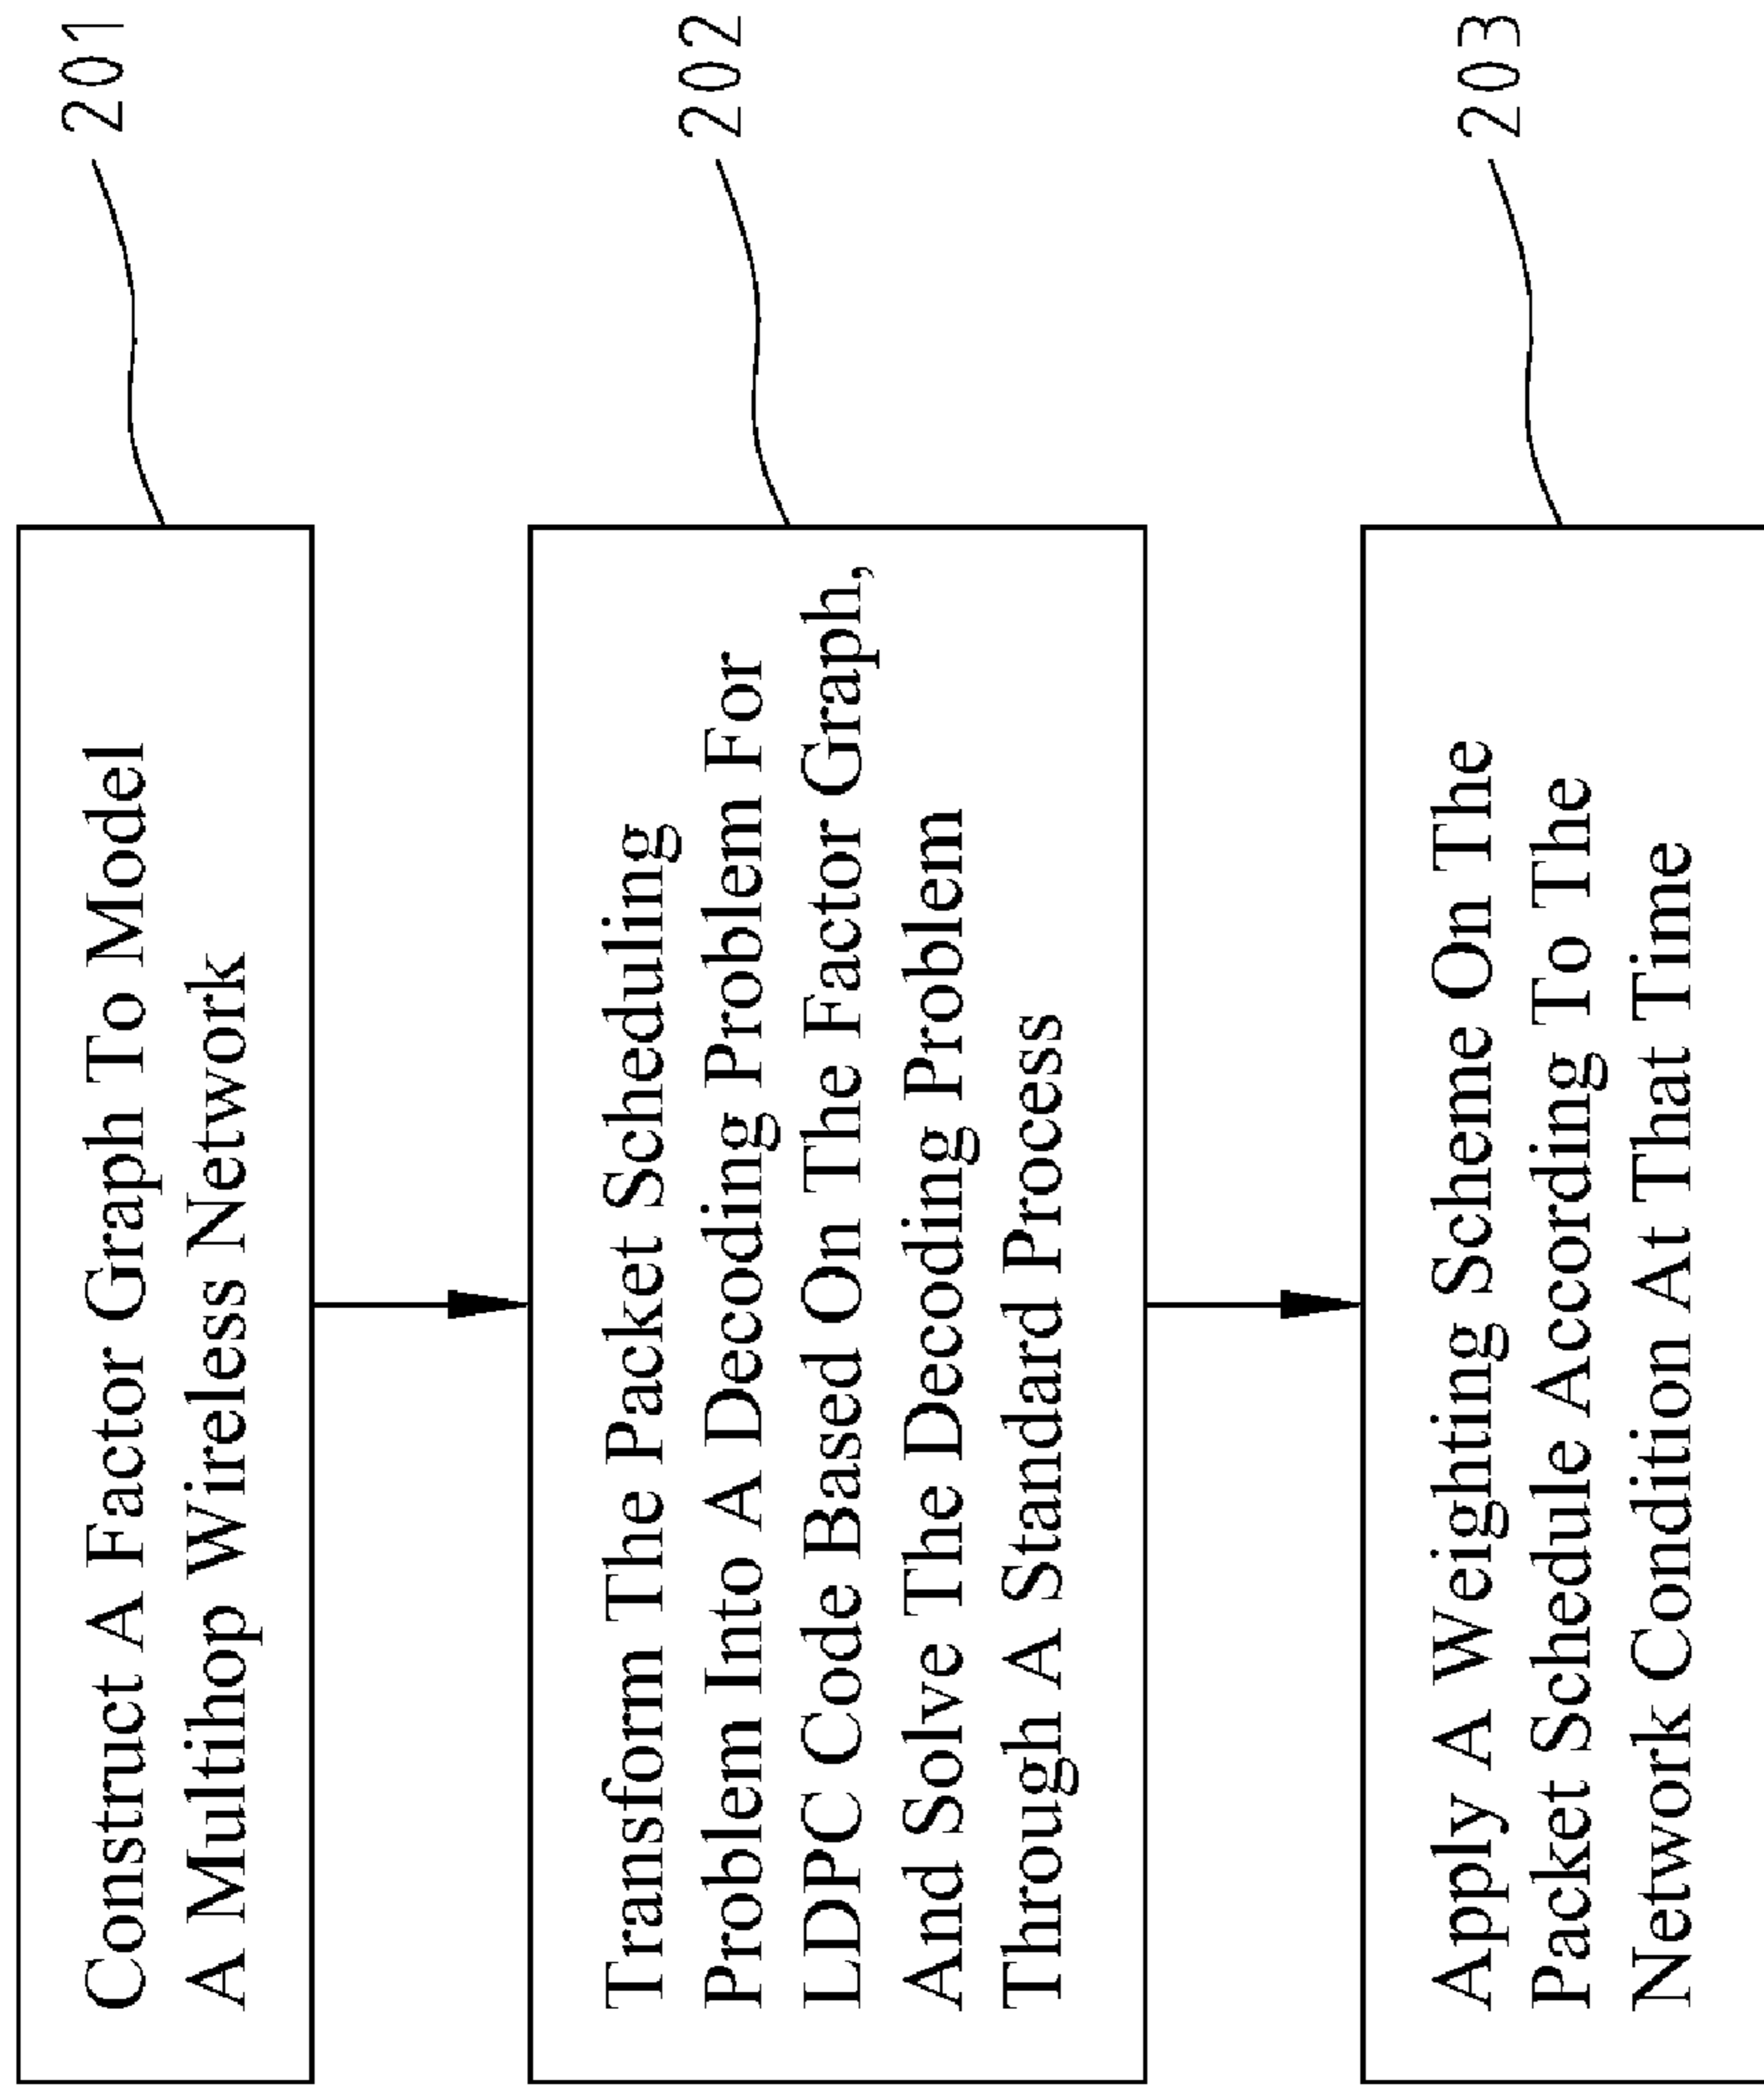 Construct A Factor Graph To Model
A Multihop Wireless Network
201
Transform The Packet Scheduling
Problem Into A Decoding Problem For
LDPC Code Based On The Factor Graph,
And Solve The Decoding Problem
Through A Standard Process
202
Apply A Weighting Scheme On The
Packet Schedule According To The
Network Condition At That Time
203